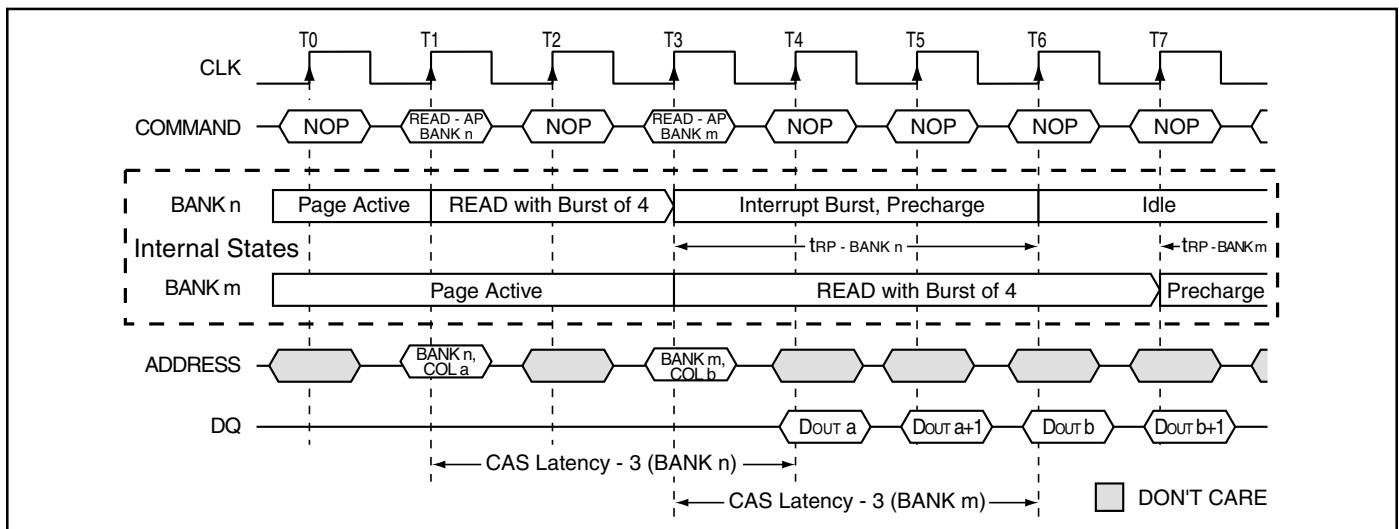 T0 T1 T2 T3 T4 T5 T6 T7
CLK
COMMAND NOP READ - AP BANK n NOP READ - AP BANK m NOP NOP NOP NOP
BANK n Page Active READ with Burst of 4 Interrupt Burst, Precharge Idle
Internal States tRP - BANK n tRP - BANK m
BANK m Page Active READ with Burst of 4 Precharge
ADDRESS BANK n, COL a BANK m, COL b
DQ DOUT a DOUT a+1 DOUT b DOUT b+1
CAS Latency - 3 (BANK n)
CAS Latency - 3 (BANK m) DON'T CARE